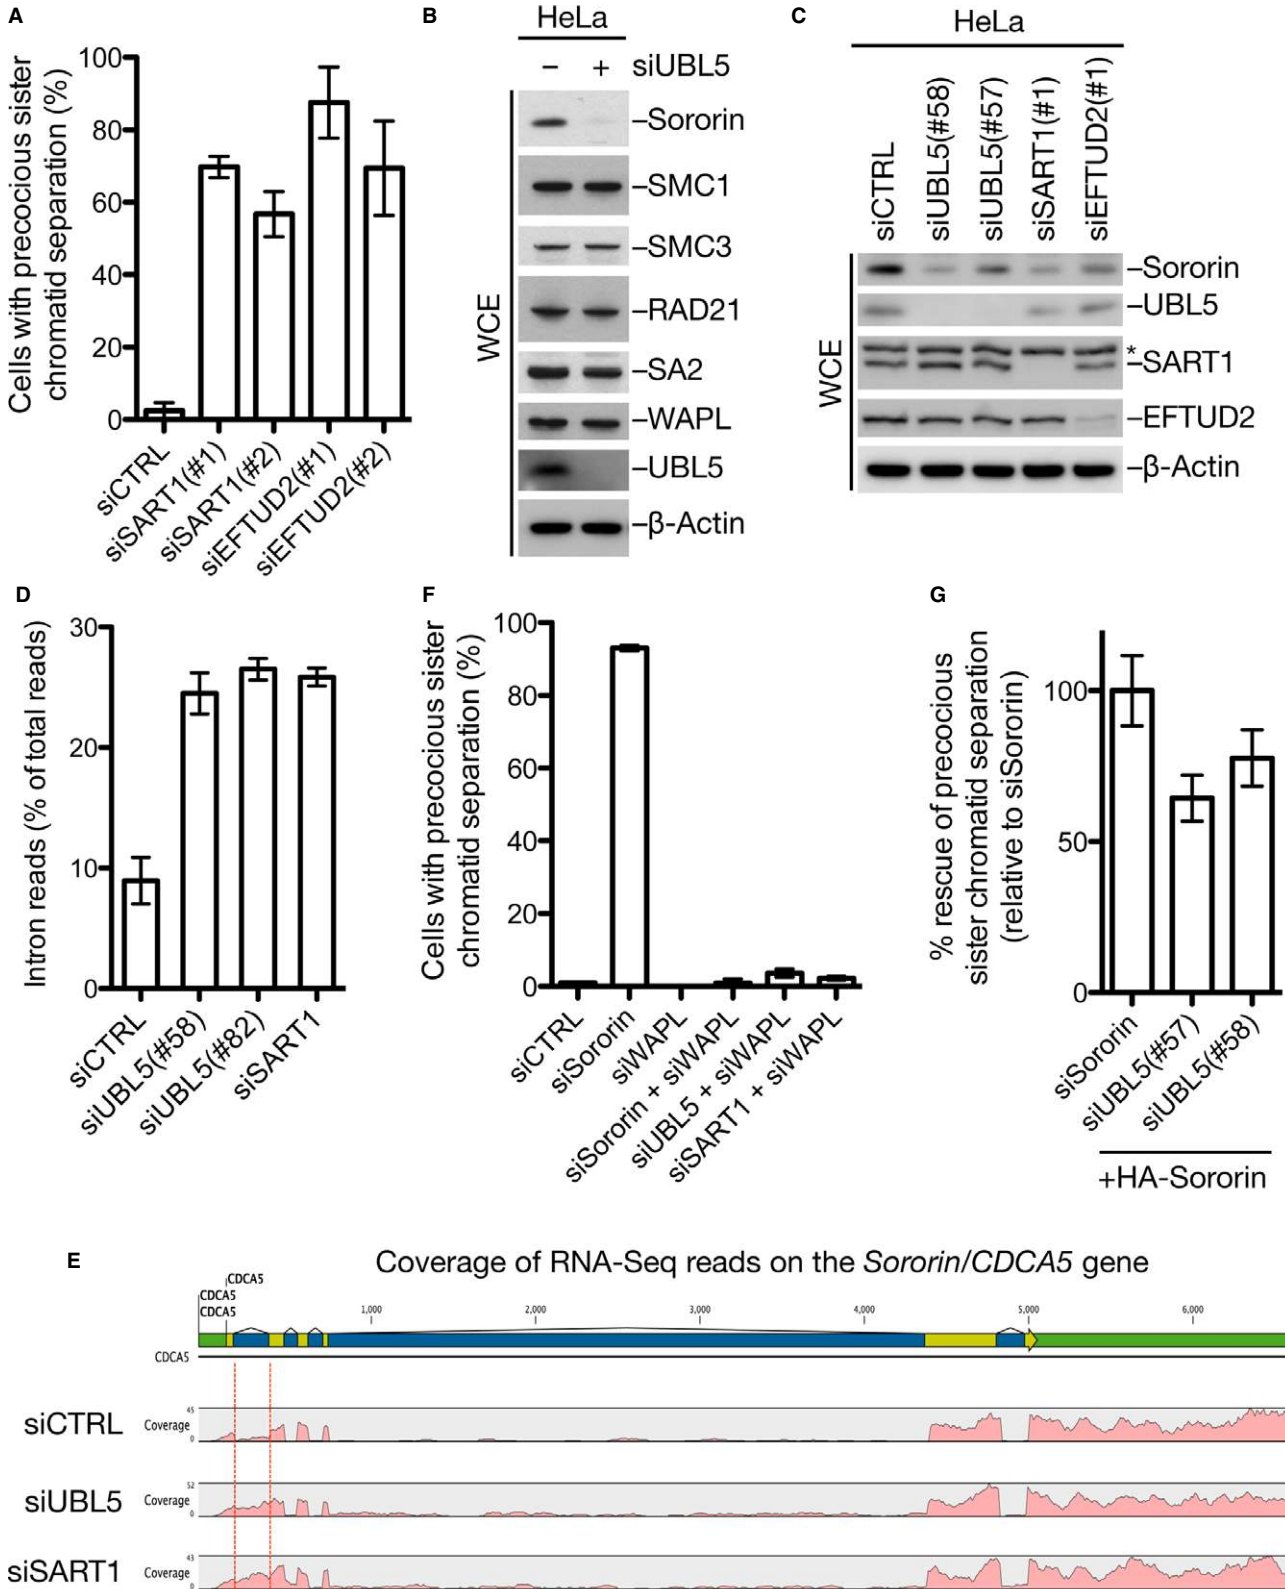 A
Cells with precocious sister
chromatid separation (%)
100
80
60
40
20
0
siCTRL
siSART1(#1)
siSART1(#2)
siEFTUD2(#1)
siEFTUD2(#2)
B
HeLa
− + siUBL5
WCE
–Sororin
–SMC1
–SMC3
–RAD21
–SA2
–WAPL
–UBL5
–β-Actin
C
HeLa
siCTRL
siUBL5(#58)
siUBL5(#57)
siSART1(#1)
siEFTUD2(#1)
WCE
–Sororin
–UBL5
*
–SART1
–EFTUD2
–β-Actin
D
Intron reads (% of total reads)
30
20
10
0
siCTRL
siUBL5(#58)
siUBL5(#82)
siSART1
F
Cells with precocious sister
chromatid separation (%)
100
80
60
40
20
0
siCTRL
siSororin
siWAPL
siSororin + siWAPL
siUBL5 + siWAPL
siSART1 + siWAPL
G
% rescue of precocious
sister chromatid separation
(relative to siSororin)
100
50
0
siSororin
siUBL5(#57)
siUBL5(#58)
+HA-Sororin
E
Coverage of RNA-Seq reads on the Sororin/CDCA5 gene
CDCA5
CDCA5
CDCA5
1,000 2,000 3,000 4,000 5,000 6,000
CDCA5
siCTRL Coverage 45 0
siUBL5 Coverage 52 0
siSART1 Coverage 43 0